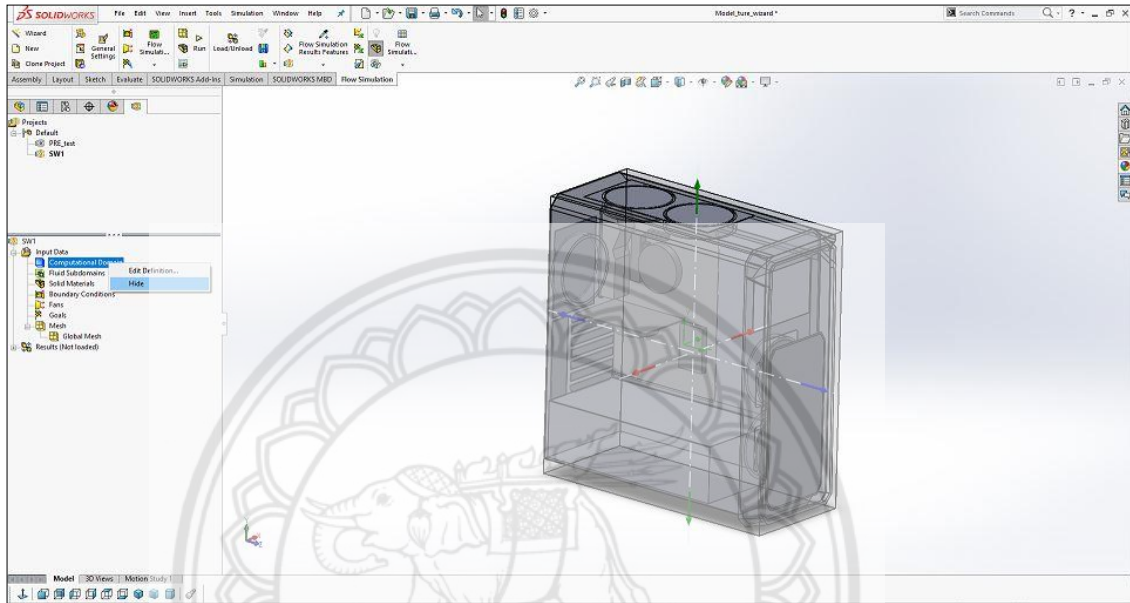 SOLIDWORKS File Edit View Insert Tools Simulation Window Help Model_ture_wizard * Search Commands
Wizard
New
Clone Project
General Settings
Flow Simulati...
Run
Load/Unload
Flow Simulation Results Features
Flow Simulati...
Assembly Layout Sketch Evaluate SOLIDWORKS Add-Ins Simulation SOLIDWORKS MBD Flow Simulation
Projects
Default
PRE_test
SW1
SW1
Input Data
Computational Dom
Fluid Subdomains
Solid Materials
Boundary Conditions
Fans
Goals
Mesh
Global Mesh
Results (Not loaded)
Edit Definition...
Hide
Model 3D Views Motion Study 1